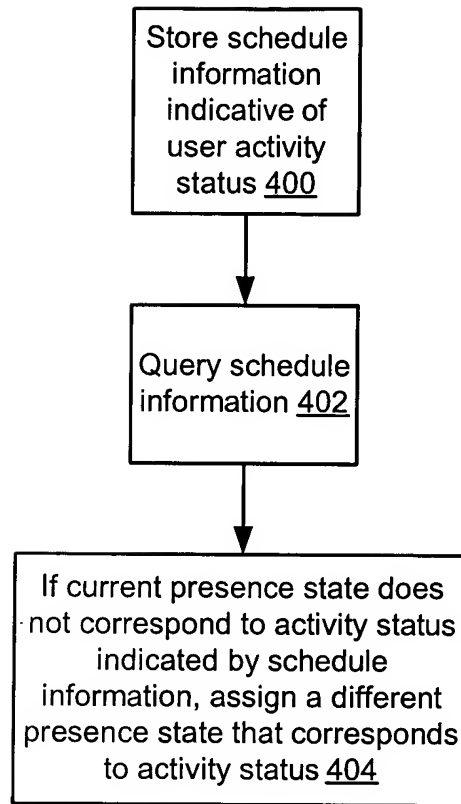 Store schedule
information
indicative of
user activity
status 400
Query schedule
information 402
If current presence state does
not correspond to activity status
indicated by schedule
information, assign a different
presence state that corresponds
to activity status 404